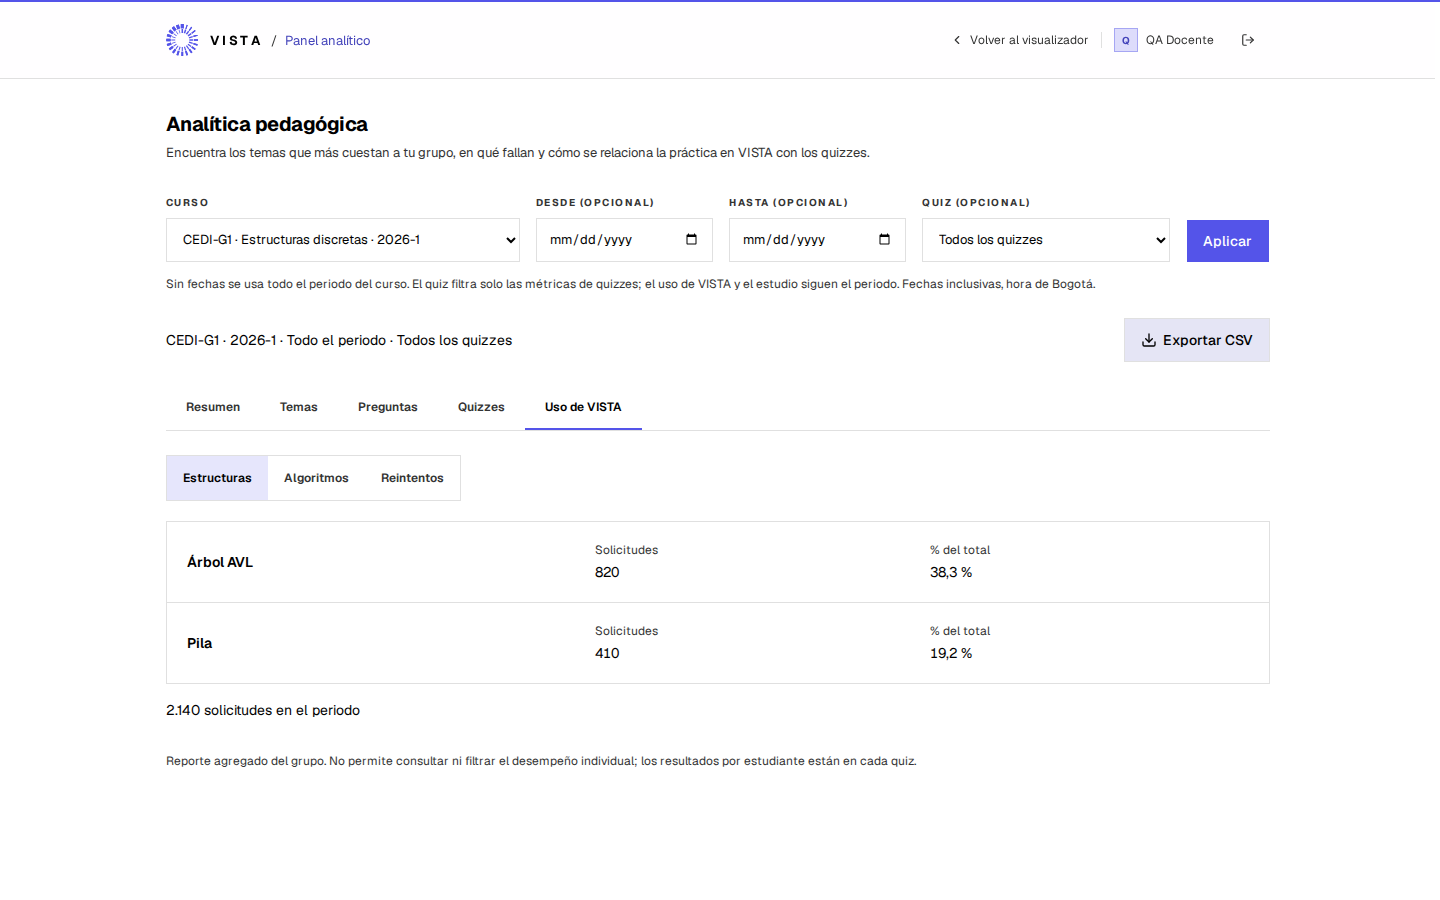 VISTA / Panel analítico
Volver al visualizador
Q QA Docente
Analítica pedagógica
Encuentra los temas que más cuestan a tu grupo, en qué fallan y cómo se relaciona la práctica en VISTA con los quizzes.
CURSO
DESDE (OPCIONAL)
HASTA (OPCIONAL)
QUIZ (OPCIONAL)
CEDI-G1 · Estructuras discretas · 2026-1
mm/dd/yyyy
mm/dd/yyyy
Todos los quizzes
Aplicar
Sin fechas se usa todo el periodo del curso. El quiz filtra solo las métricas de quizzes; el uso de VISTA y el estudio siguen el periodo. Fechas inclusivas, hora de Bogotá.
CEDI-G1 · 2026-1 · Todo el periodo · Todos los quizzes
Exportar CSV
Resumen
Temas
Preguntas
Quizzes
Uso de VISTA
Estructuras
Algoritmos
Reintentos
Árbol AVL
Solicitudes
820
% del total
38,3 %
Pila
Solicitudes
410
% del total
19,2 %
2.140 solicitudes en el periodo
Reporte agregado del grupo. No permite consultar ni filtrar el desempeño individual; los resultados por estudiante están en cada quiz.